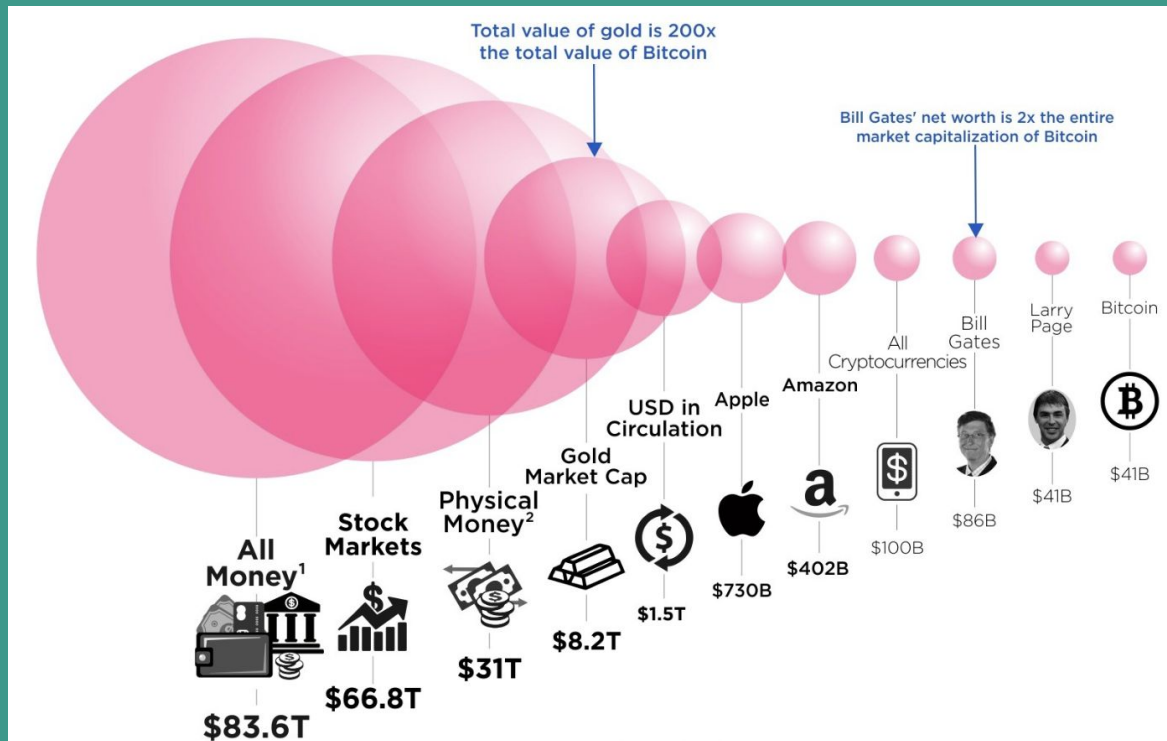 Total value of gold is 200x
the total value of Bitcoin
Bill Gates' net worth is 2x the entire
market capitalization of Bitcoin
All
Money¹
$83.6T
Stock
Markets
$66.8T
Physical
Money²
$31T
Gold
Market Cap
$8.2T
USD in
Circulation
$1.5T
Apple
$730B
Amazon
a
$402B
All
Cryptocurrencies
$100B
Bill
Gates
$86B
Larry
Page
$41B
Bitcoin
$41B